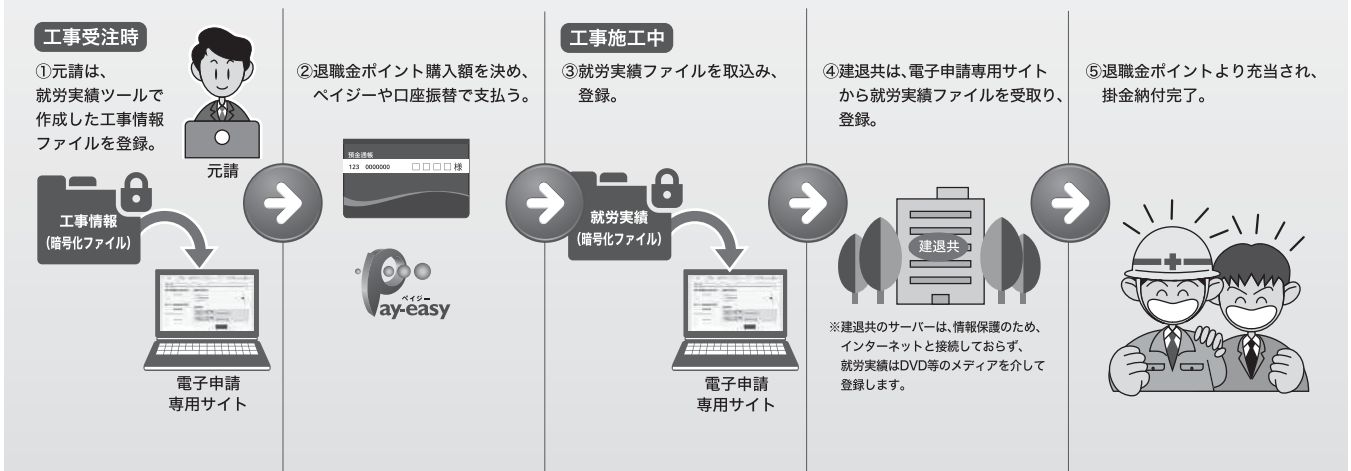 工事受注時
①元請は、
就労実績ツールで
作成した工事情報
ファイルを登録。
元請
工事情報
(暗号化ファイル)
電子申請
専用サイト
②退職金ポイント購入額を決め、
ペイジーや口座振替で支払う。
預金通帳
123 0000000 □□□□様
ペイジー
Pay-easy
工事施工中
③就労実績ファイルを取込み、
登録。
就労実績
(暗号化ファイル)
電子申請
専用サイト
④建退共は、電子申請専用サイト
から就労実績ファイルを受取り、
登録。
建退共
※建退共のサーバーは、情報保護のため、
インターネットと接続しておらず、
就労実績はDVD等のメディアを介して
登録します。
⑤退職金ポイントより充当され、
掛金納付完了。